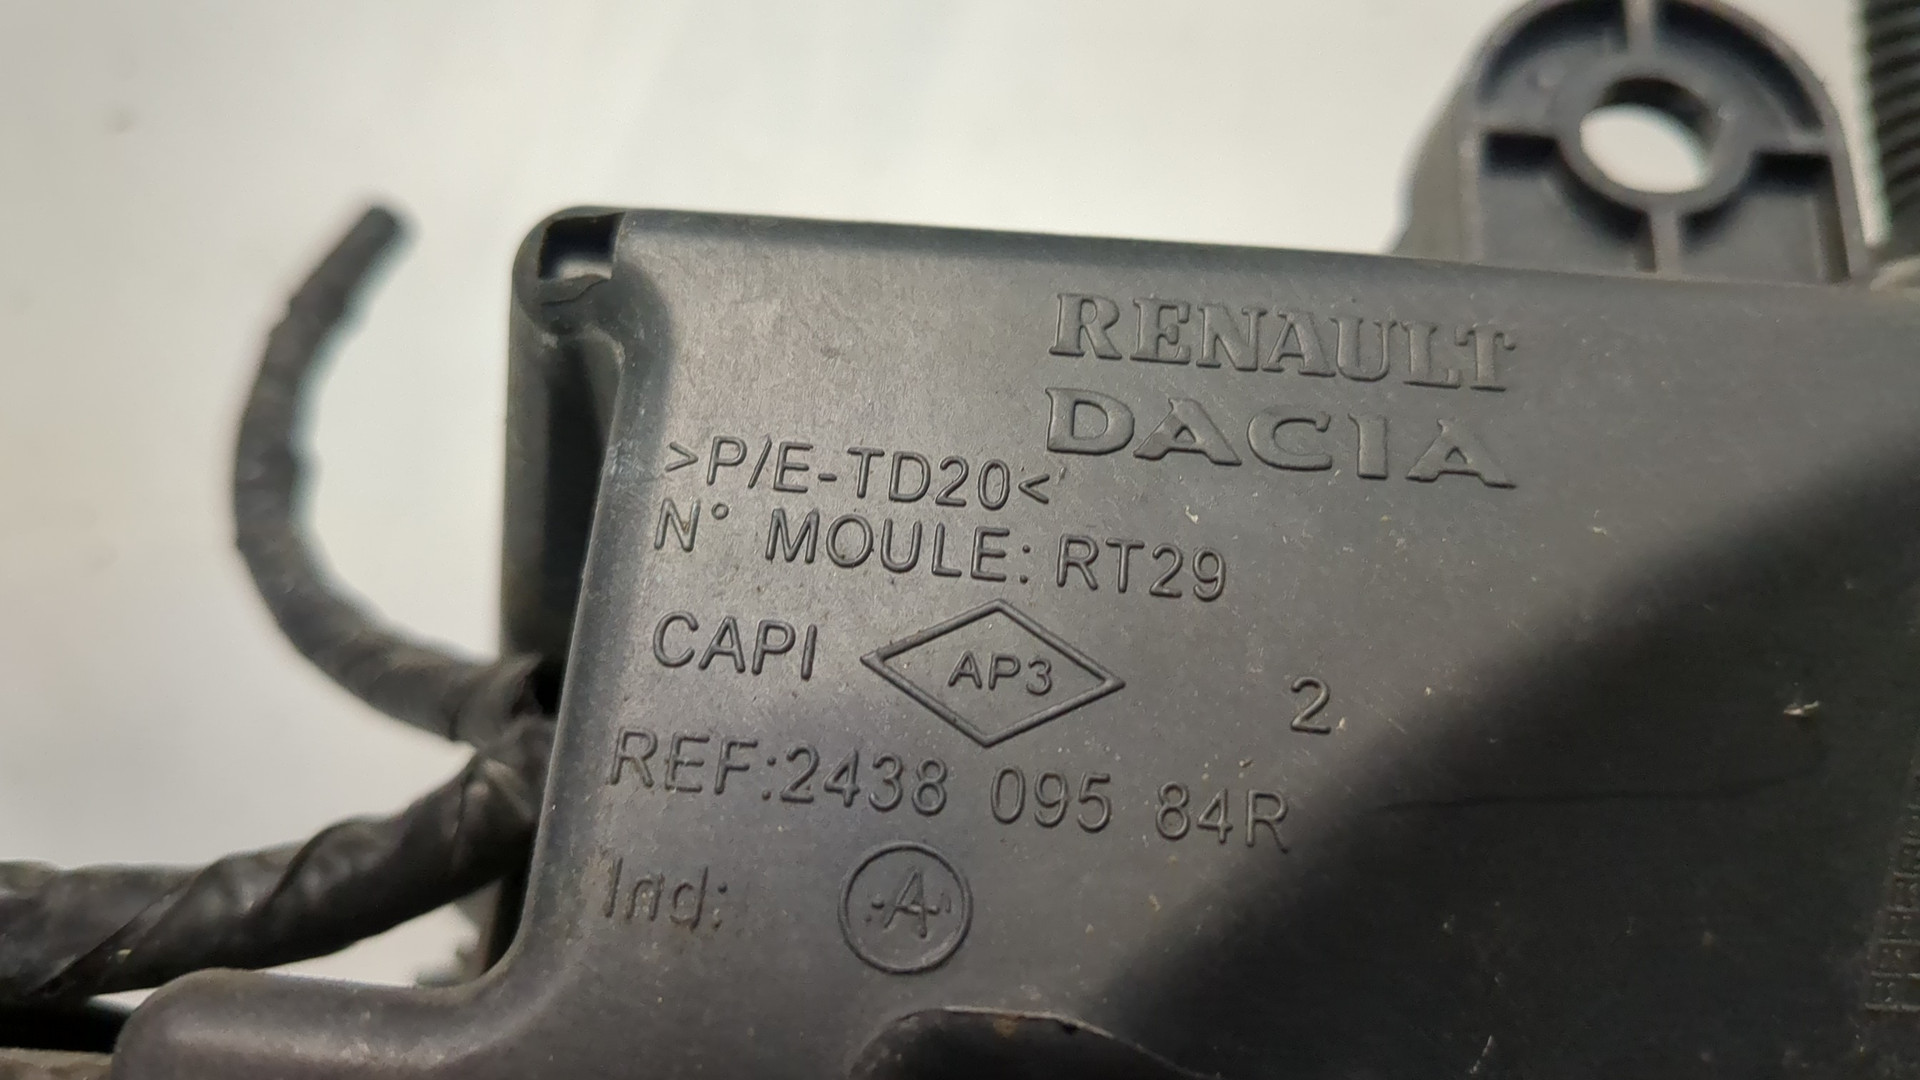 RENAULT
DACIA
>P/E-TD20<
N° MOULE: RT29
CAPI AP3 2
REF:2438 095 84R
Ind: A